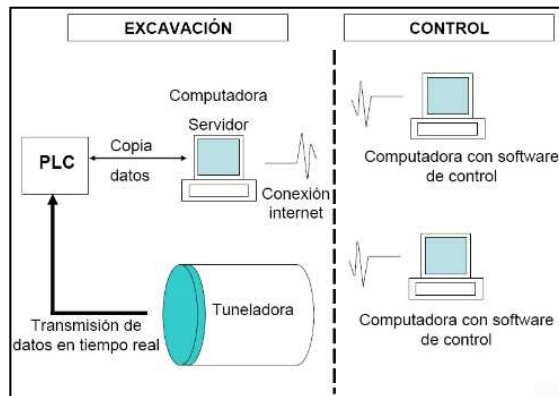 EXCAVACIÓN
CONTROL
Computadora
Servidor
PLC
Copia
datos
Conexión
internet
Tuneladora
Transmisión de
datos en tiempo real
Computadora con software
de control
Computadora con software
de control